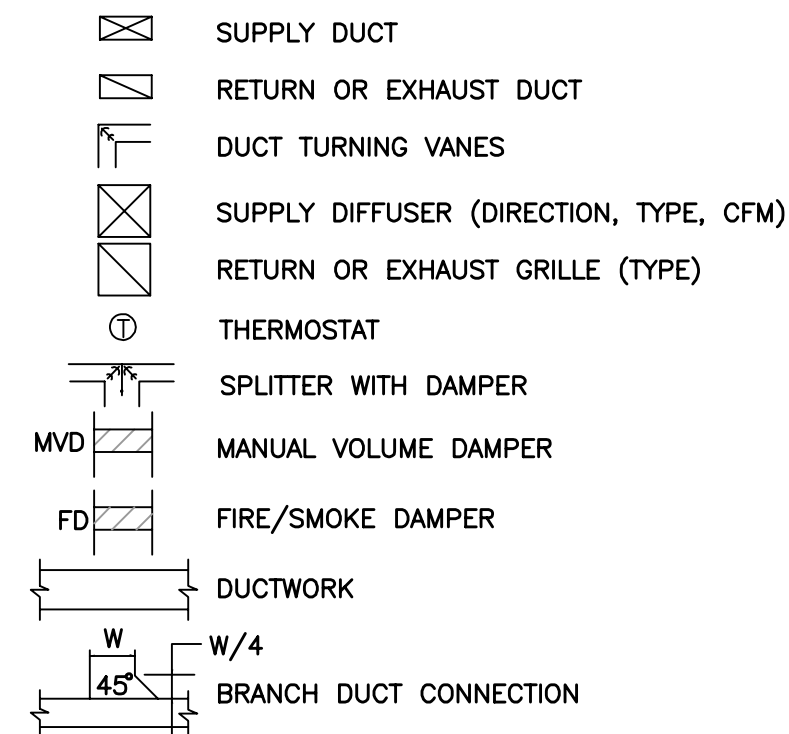 SUPPLY DUCT
RETURN OR EXHAUST DUCT
DUCT TURNING VANES
SUPPLY DIFFUSER (DIRECTION, TYPE, CFM)
RETURN OR EXHAUST GRILLE (TYPE)
T THERMOSTAT
SPLITTER WITH DAMPER
MVD MANUAL VOLUME DAMPER
FD FIRE/SMOKE DAMPER
DUCTWORK
W W/4
45° BRANCH DUCT CONNECTION